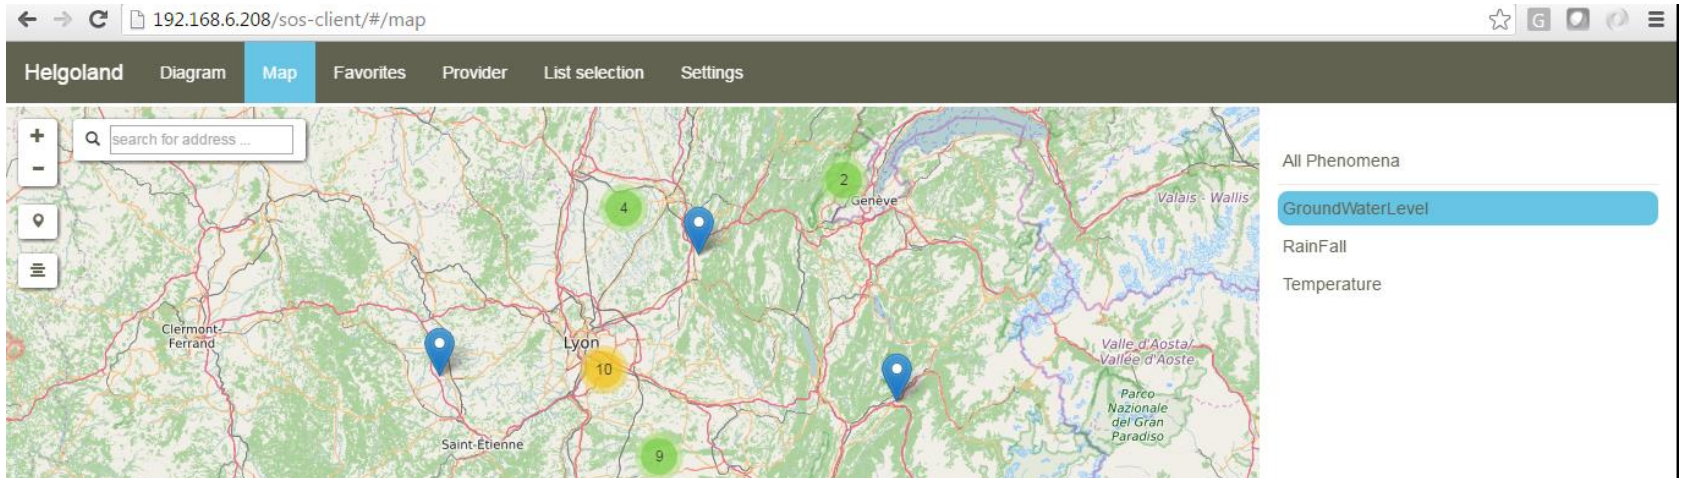 192.168.6.208/sos-client/#/map
G
Helgoland Diagram Map Favorites Provider List selection Settings
+
search for address ...
-
All Phenomena
GroundWaterLevel
RainFall
Temperature
2
Genève
Valais - Wallis
4
Clermont-
Ferrand
Lyon
10
Valle d'Aosta/
Vallée d'Aoste
Parco
Nazionale
del Gran
Paradiso
Saint-Étienne
9